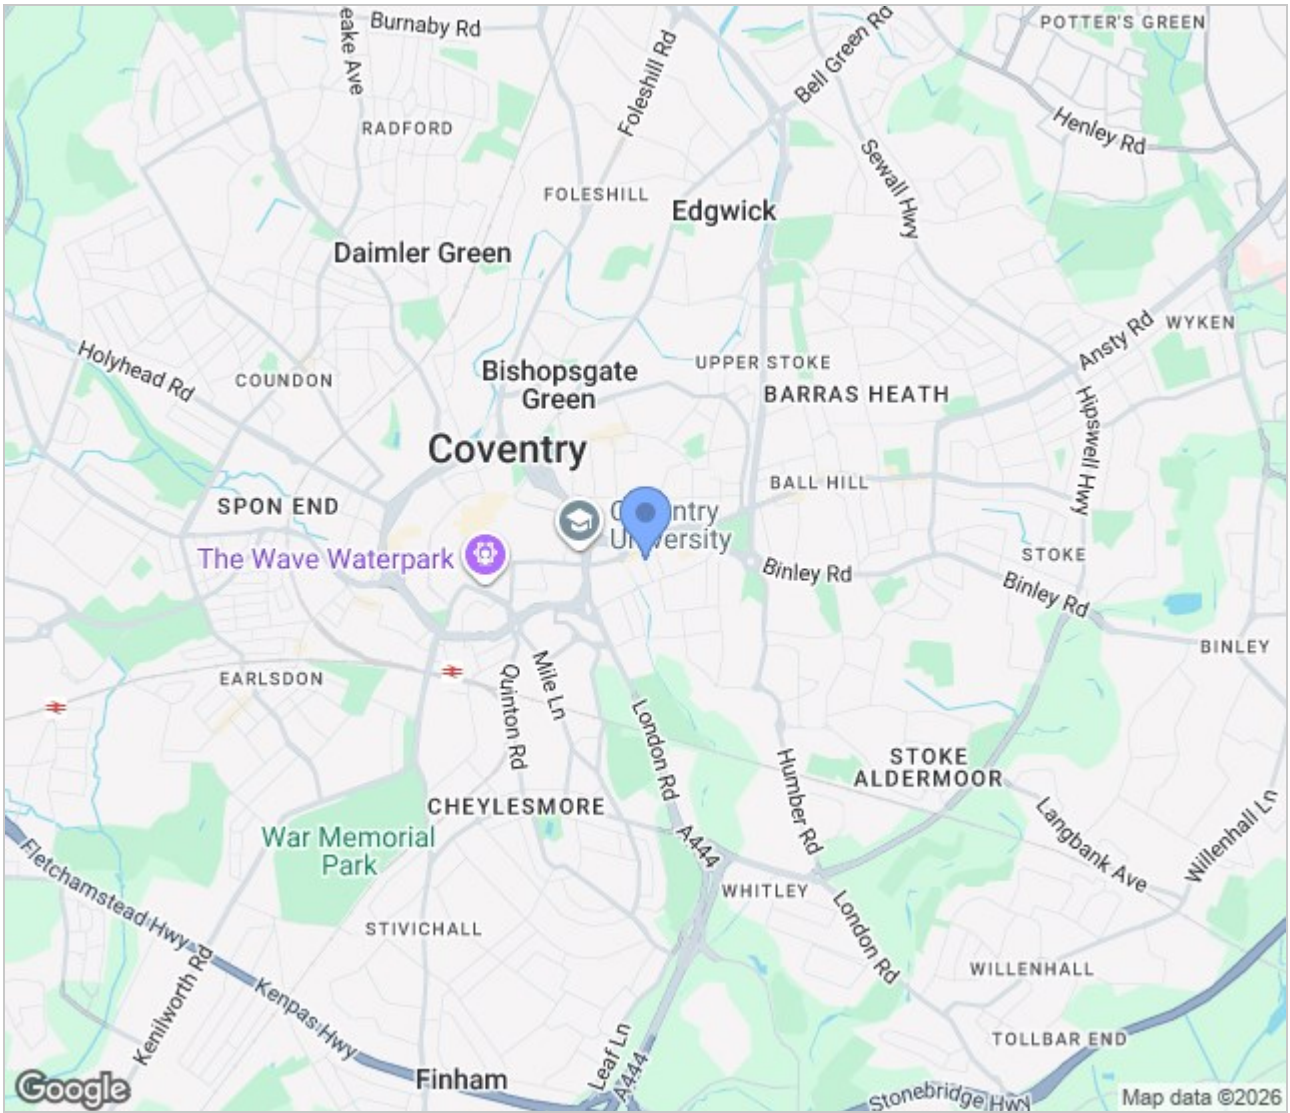 Burnaby Rd
eake Ave
Foleshill Rd
Bell Green Rd
POTTER'S GREEN
RADFORD
Henley Rd
Sewall Hwy
FOLESHILL
Edgwick
Daimler Green
Holyhead Rd
COUNDON
Bishopsgate
Green
UPPER STOKE
BARRAS HEATH
Ansty Rd
WYKEN
Hipswell Hwy
Coventry
SPON END
BALL HILL
The Wave Waterpark
STOKE
Binley Rd
Binley Rd
BINLEY
EARLSDON
Quinton Rd
Mile Ln
London Rd
Humber Rd
STOKE
ALDERMOOR
CHEYLESMORE
War Memorial
Park
A444
Langbank Ave
Willenhall Ln
Fletchamstead Hwy
WHITLEY
London Rd
STIVICHALL
Kenilworth Rd
Kenpas Hwy
WILLENHALL
TOLLBAR END
Leaf Ln
A444
Finham
Stonebridge Hwy
Google
Map data ©2026